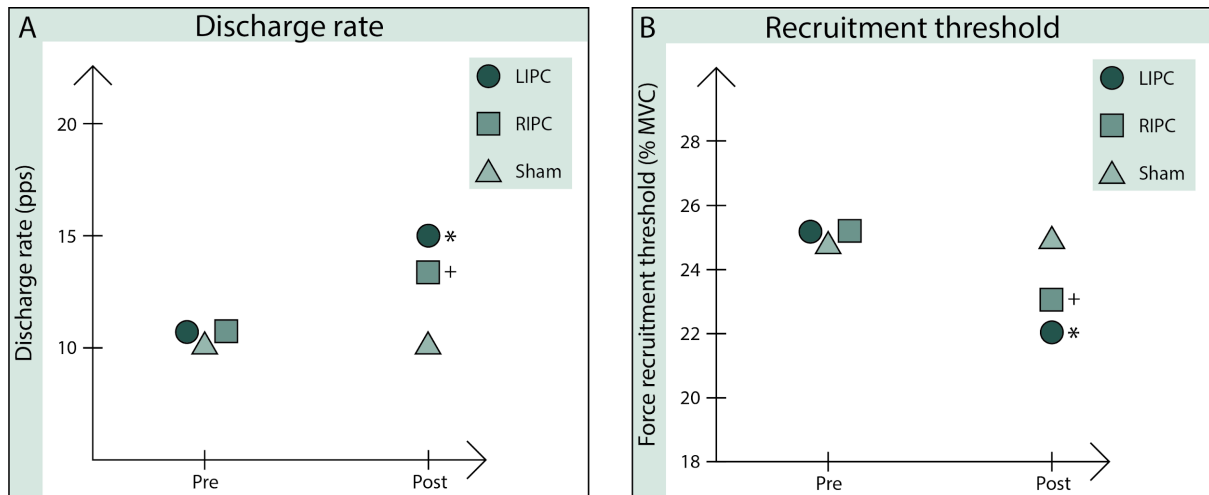 A
Discharge rate
Discharge rate (pps)
20
15
10
Pre
Post
LIPC
RIPC
Sham
*
+
B
Recruitment threshold
Force recruitment threshold (% MVC)
28
26
24
22
20
18
Pre
Post
LIPC
RIPC
Sham
+
*